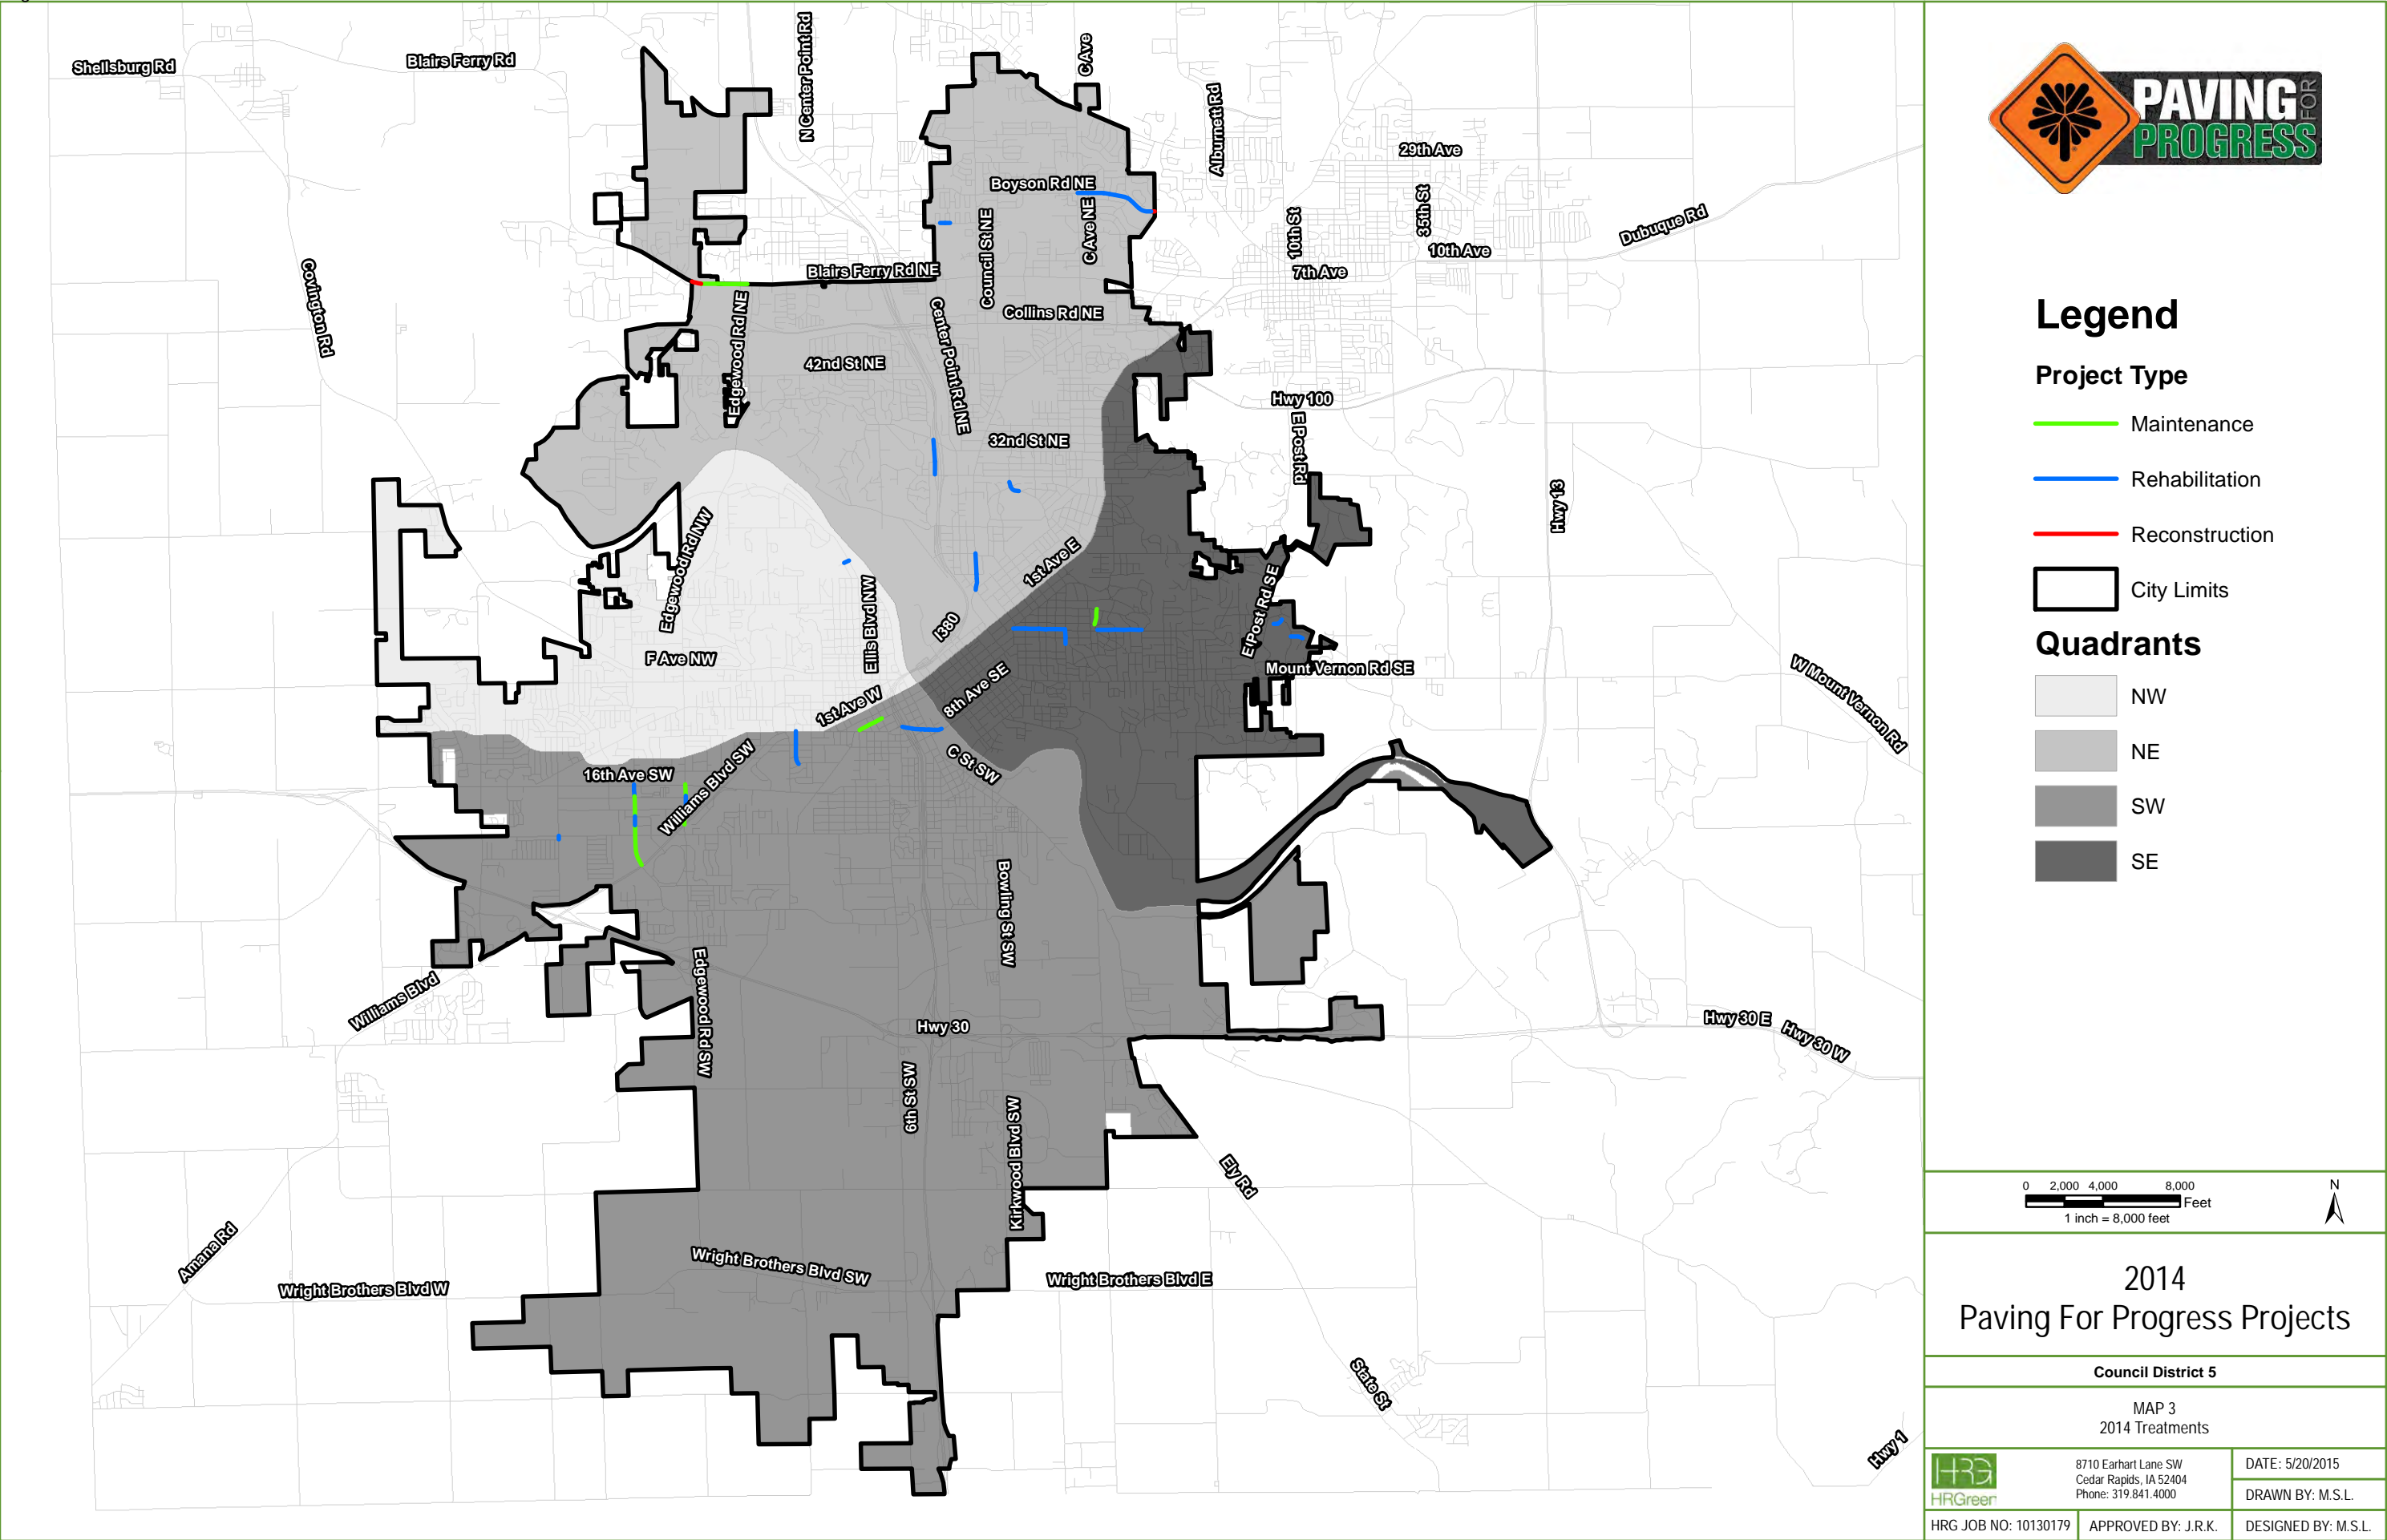 Shellsburg Rd
Blairs Ferry Rd
N Center Point Rd
C Ave
Alburnett Rd
29th Ave
Boyson Rd NE
35th St
10th St
Dubuque Rd
Council St NE
C Ave NE
10th Ave
7th Ave
Blairs Ferry Rd NE
Covington Rd
Collins Rd NE
Edgewood Rd NE
Center Point Rd NE
42nd St NE
Hwy 100
E Post Rd
32nd St NE
Hwy 13
Edgewood Rd NW
1st Ave E
Ellis Blvd NW
I380
E Post Rd SE
F Ave NW
Mount Vernon Rd SE
W Mount Vernon Rd
8th Ave SE
1st Ave W
C St SW
16th Ave SW
Williams Blvd SW
Bowling St SW
Edgewood Rd SW
Williams Blvd
Hwy 30
Hwy 30 E
Hwy 30 W
6th St SW
Kirkwood Blvd SW
Ely Rd
Amana Rd
Wright Brothers Blvd SW
Wright Brothers Blvd W
Wright Brothers Blvd E
State St
Hwy 1
PAVING FOR
PROGRESS
Legend
Project Type
Maintenance
Rehabilitation
Reconstruction
City Limits
Quadrants
NW
NE
SW
SE
0 2,000 4,000 8,000
Feet
1 inch = 8,000 feet
N
2014
Paving For Progress Projects
Council District 5
MAP 3
2014 Treatments
HRG
HRGreen
8710 Earhart Lane SW
Cedar Rapids, IA 52404
Phone: 319.841.4000
DATE: 5/20/2015
DRAWN BY: M.S.L.
HRG JOB NO: 10130179
APPROVED BY: J.R.K.
DESIGNED BY: M.S.L.